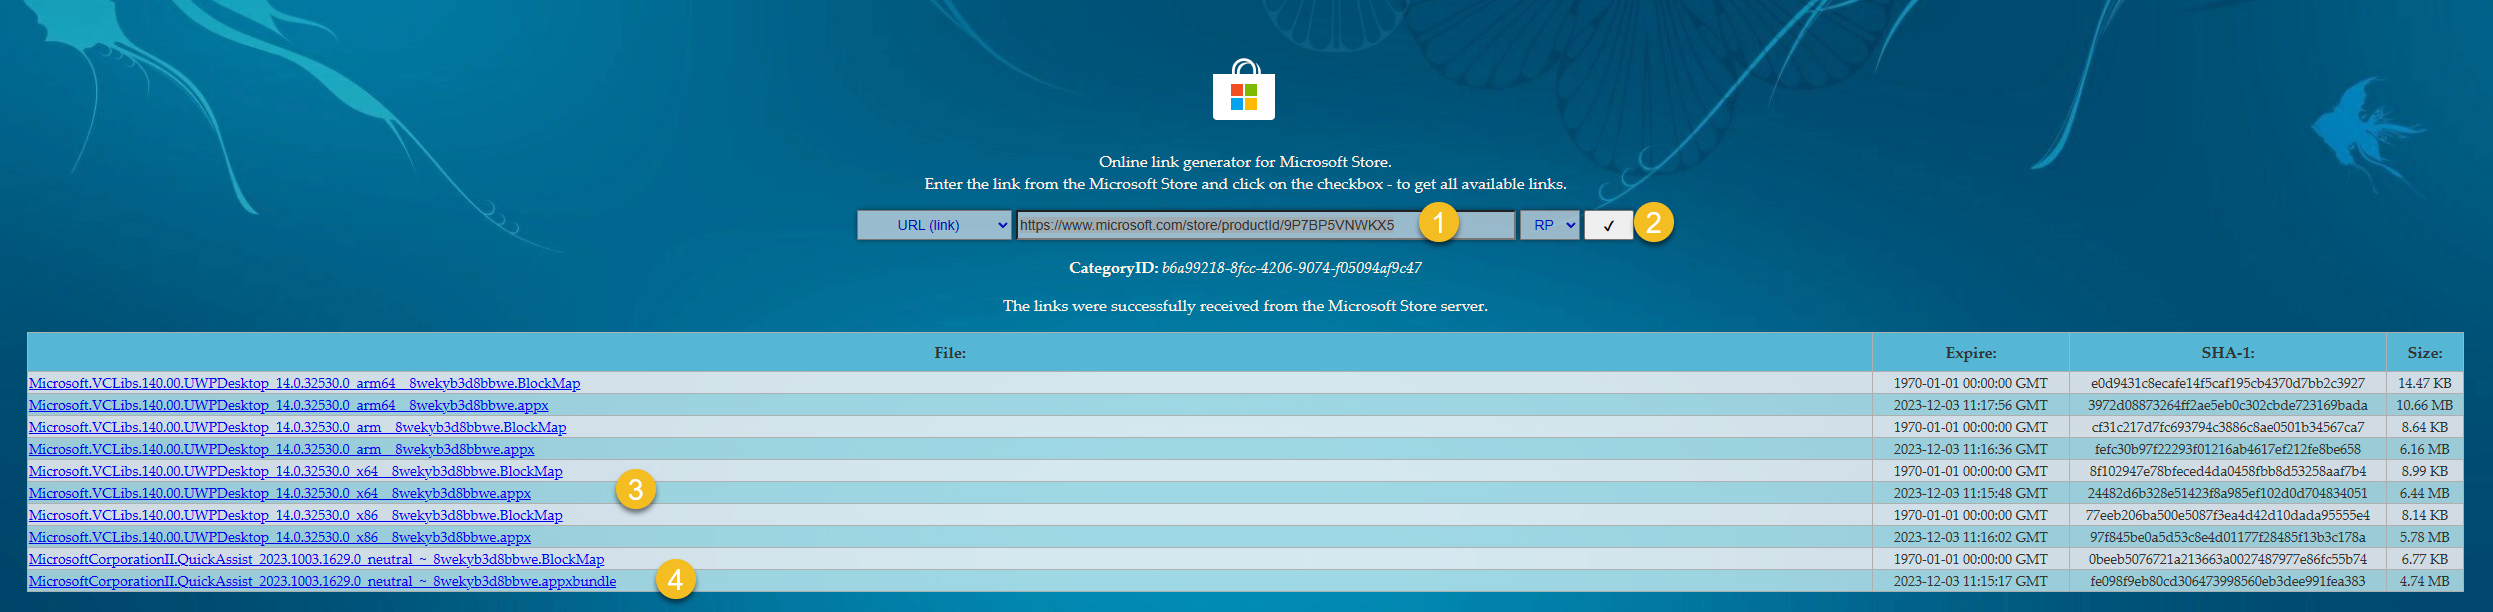 Online link generator for Microsoft Store.
Enter the link from the Microsoft Store and click on the checkbox - to get all available links.
URL (link) https://www.microsoft.com/store/productId/9P7BP5VNWKX5 1 RP ✓ 2
CategoryID: b6a99218-8fcc-4206-9074-f05094af9c47
The links were successfully received from the Microsoft Store server.
File: Expire: SHA-1: Size:
Microsoft.VCLibs.140.00.UWPDesktop_14.0.32530.0_arm64__8wekyb3d8bbwe.BlockMap 1970-01-01 00:00:00 GMT e0d9431c8ecafe14f5caf195cb4370d7bb2c3927 14.47 KB
Microsoft.VCLibs.140.00.UWPDesktop_14.0.32530.0_arm64__8wekyb3d8bbwe.appx 2023-12-03 11:17:56 GMT 3972d08873264ff2ae5eb0c302cbde723169bada 10.66 MB
Microsoft.VCLibs.140.00.UWPDesktop_14.0.32530.0_arm__8wekyb3d8bbwe.BlockMap 1970-01-01 00:00:00 GMT cf31c217d7fc693794c3886c8ae0501b34567ca7 8.64 KB
Microsoft.VCLibs.140.00.UWPDesktop_14.0.32530.0_arm__8wekyb3d8bbwe.appx 2023-12-03 11:16:36 GMT fefc30b97f22293f01216ab4617ef212fe8be658 6.16 MB
Microsoft.VCLibs.140.00.UWPDesktop_14.0.32530.0_x64__8wekyb3d8bbwe.BlockMap 1970-01-01 00:00:00 GMT 8f102947e78bfeced4da0458fbb8d53258aaf7b4 8.99 KB
Microsoft.VCLibs.140.00.UWPDesktop_14.0.32530.0_x64__8wekyb3d8bbwe.appx 3 2023-12-03 11:15:48 GMT 24482d6b328e51423f8a985ef102d0d704834051 6.44 MB
Microsoft.VCLibs.140.00.UWPDesktop_14.0.32530.0_x86__8wekyb3d8bbwe.BlockMap 1970-01-01 00:00:00 GMT 77eeb206ba500e5087f3ea4d42d10dada95555e4 8.14 KB
Microsoft.VCLibs.140.00.UWPDesktop_14.0.32530.0_x86__8wekyb3d8bbwe.appx 2023-12-03 11:16:02 GMT 97f845be0a5d53c8e4d01177f28485f13b3c178a 5.78 MB
MicrosoftCorporationII.QuickAssist_2023.1003.1629.0_neutral_~_8wekyb3d8bbwe.BlockMap 1970-01-01 00:00:00 GMT 0beeb5076721a213663a0027487977e86fc55b74 6.77 KB
MicrosoftCorporationII.QuickAssist_2023.1003.1629.0_neutral_~_8wekyb3d8bbwe.appxbundle 4 2023-12-03 11:15:17 GMT fe098f9eb80cd306473998560eb3dee991fea383 4.74 MB